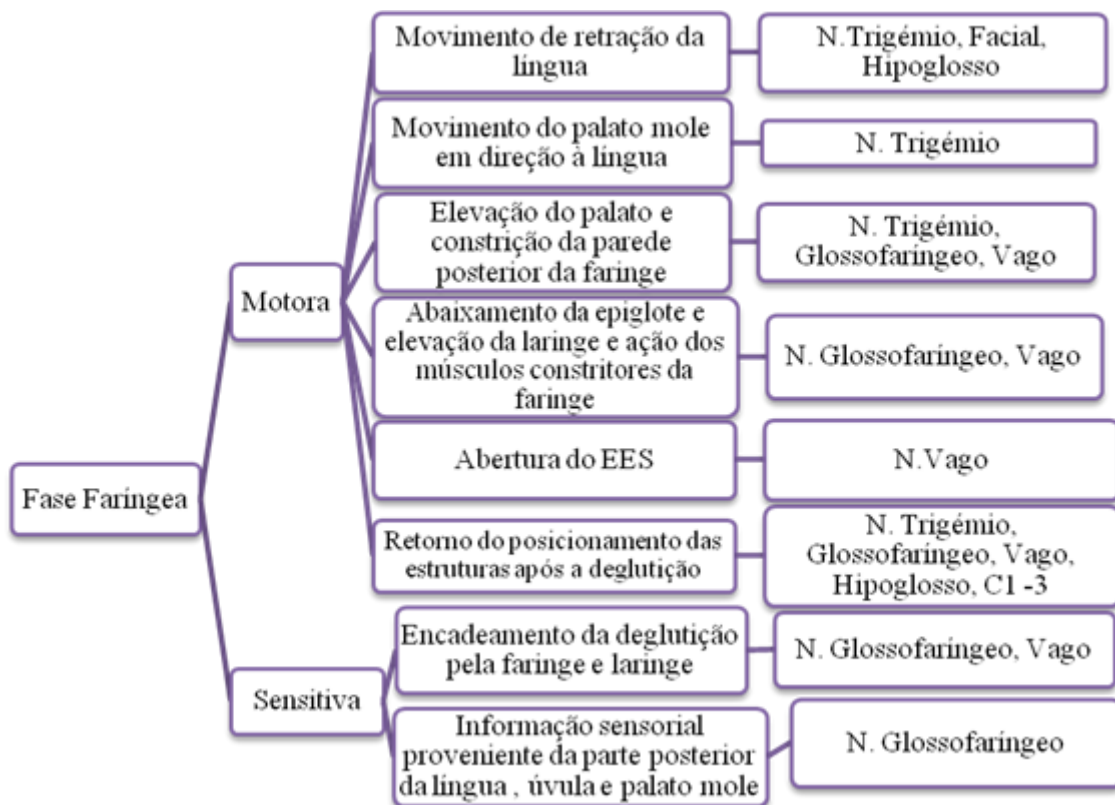 Movimento de retração da
língua
N.Trigémio, Facial,
Hipoglosso
Movimento do palato mole
em direção à língua
N. Trigémio
Elevação do palato e
constrição da parede
posterior da faringe
N. Trigémio,
Glossofaríngeo, Vago
Motora
Abaixamento da epiglote e
elevação da laringe e ação dos
músculos constritores da
faringe
N. Glossofaríngeo, Vago
Abertura do EES
N.Vago
Fase Faríngea
Retorno do posicionamento das
estruturas após a deglutição
N. Trigémio,
Glossofaríngeo, Vago,
Hipoglosso, C1 -3
Encadeamento da deglutição
pela faringe e laringe
N. Glossofaríngeo, Vago
Sensitiva
Informação sensorial
proveniente da parte posterior
da língua , úvula e palato mole
N. Glossofaríngeo